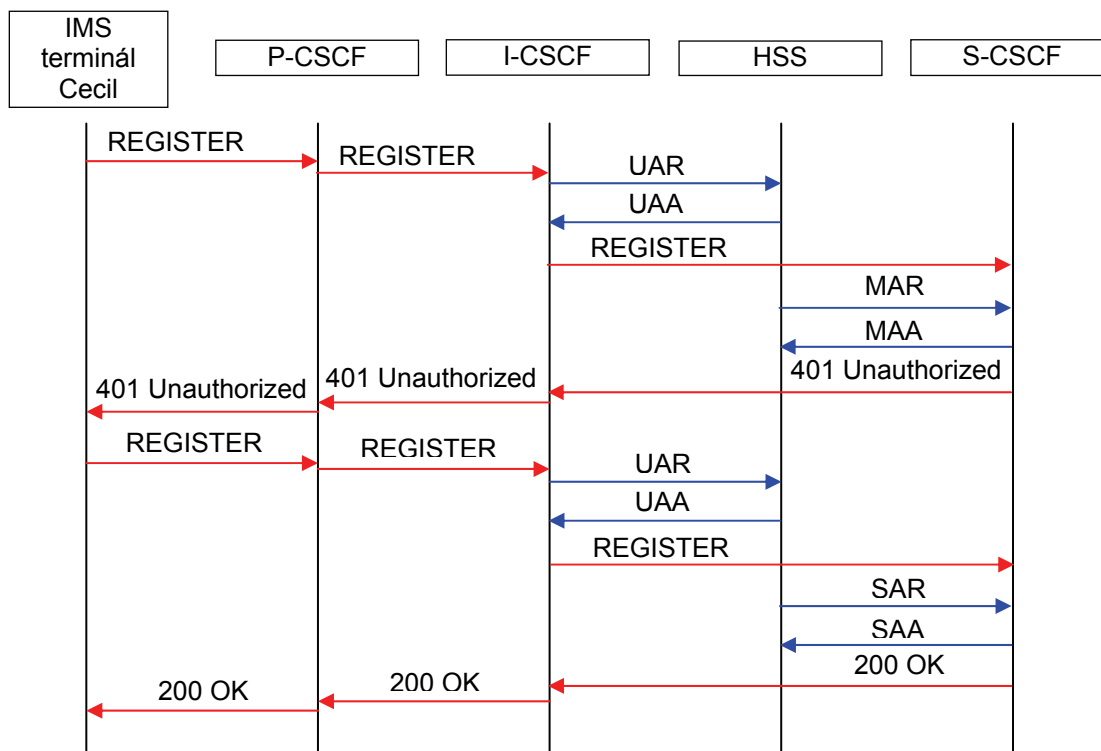 IMS
terminál
Cecil
P-CSCF
I-CSCF
HSS
S-CSCF
REGISTER
REGISTER
UAR
UAA
REGISTER
MAR
MAA
401 Unauthorized
401 Unauthorized
401 Unauthorized
REGISTER
REGISTER
UAR
UAA
REGISTER
SAR
SAA
200 OK
200 OK
200 OK